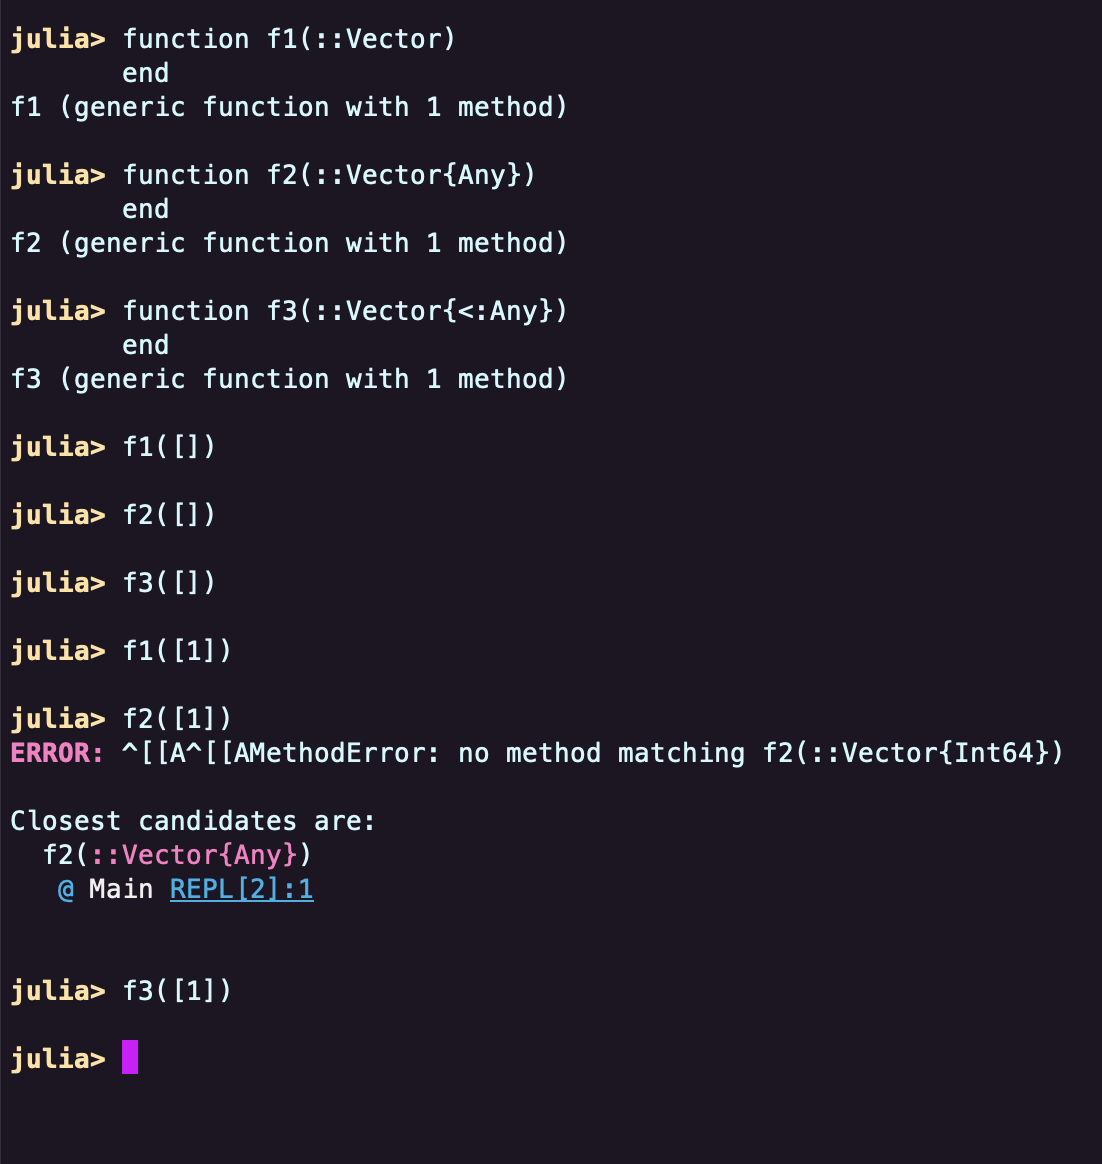 julia> function f1(::Vector)
       end
f1 (generic function with 1 method)

julia> function f2(::Vector{Any})
       end
f2 (generic function with 1 method)

julia> function f3(::Vector{<:Any})
       end
f3 (generic function with 1 method)

julia> f1([])

julia> f2([])

julia> f3([])

julia> f1([1])

julia> f2([1])
ERROR: ^[[A^[[AMethodError: no method matching f2(::Vector{Int64})

Closest candidates are:
  f2(::Vector{Any})
   @ Main REPL[2]:1


julia> f3([1])

julia>